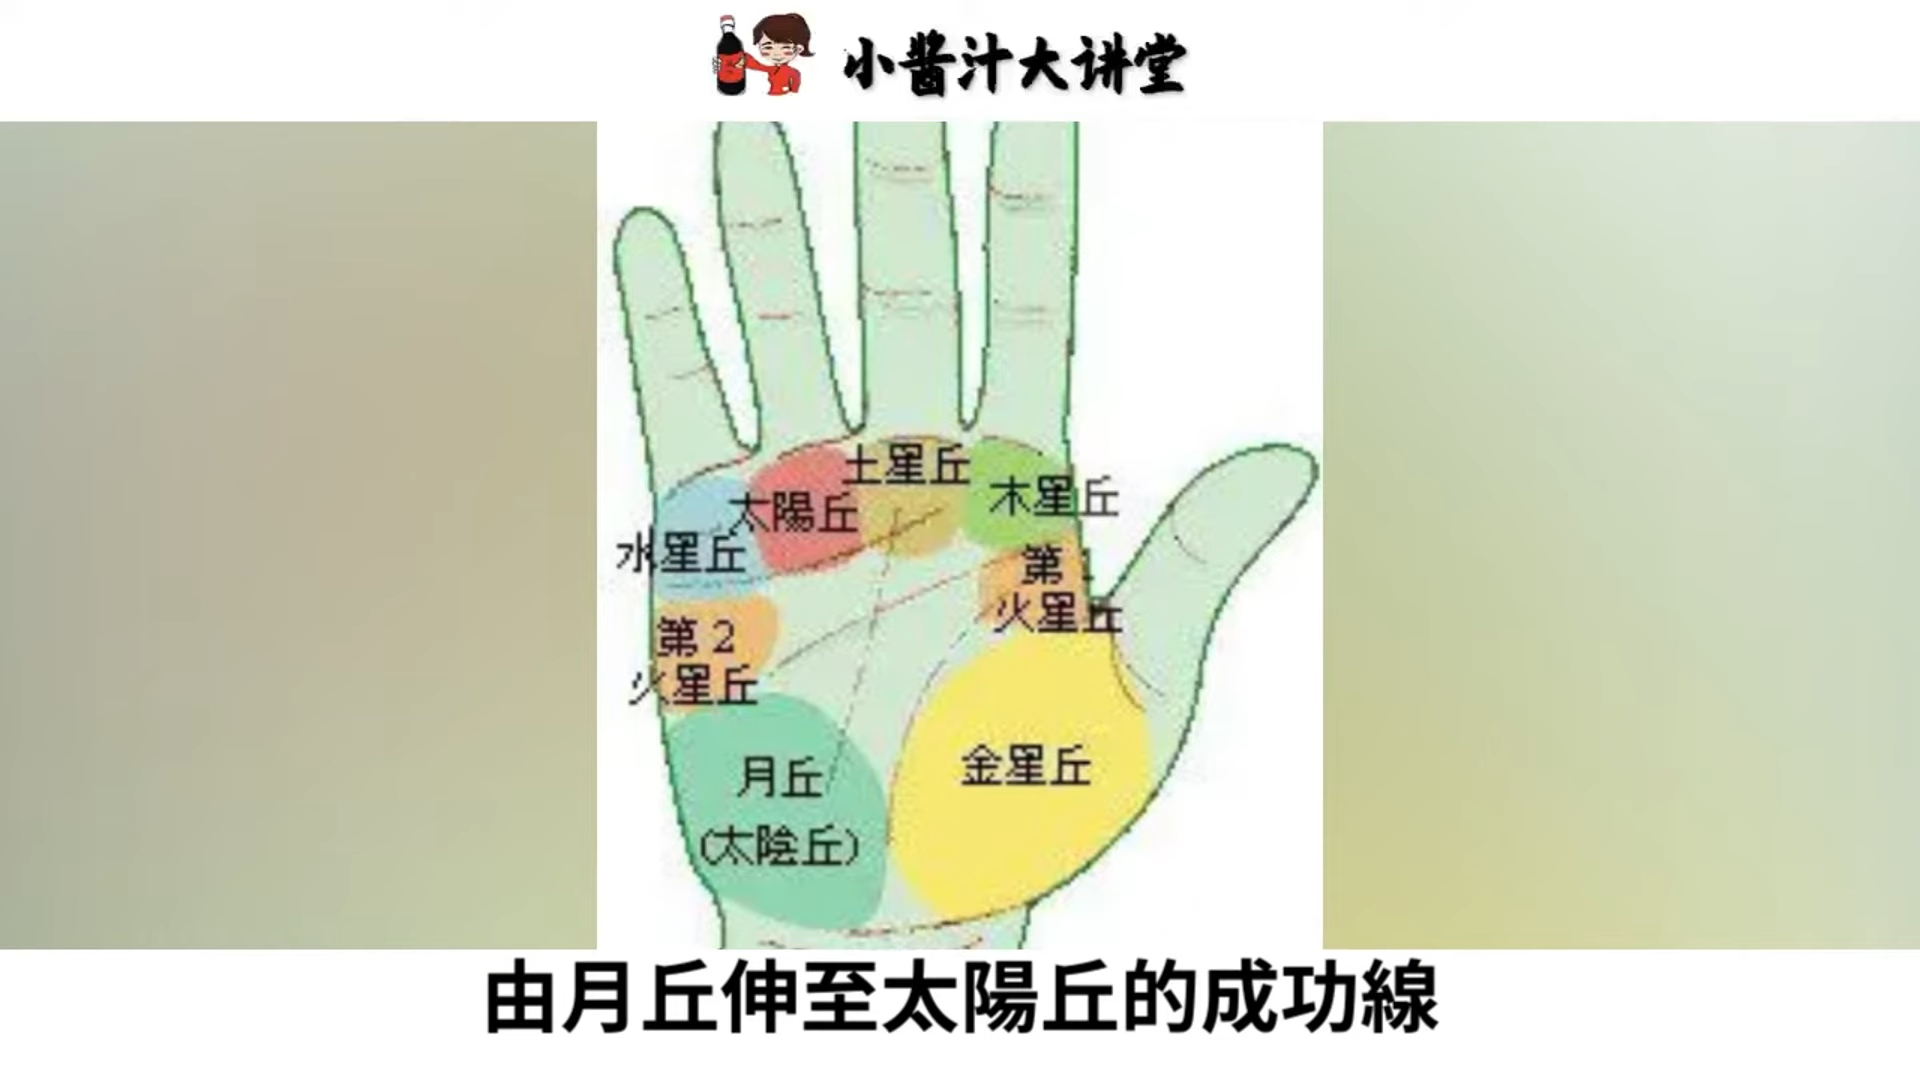 小酱汁大讲堂
土星丘
木星丘
太陽丘
水星丘
第1
火星丘
第2
火星丘
月丘
(太陰丘)
金星丘
由月丘伸至太陽丘的成功線